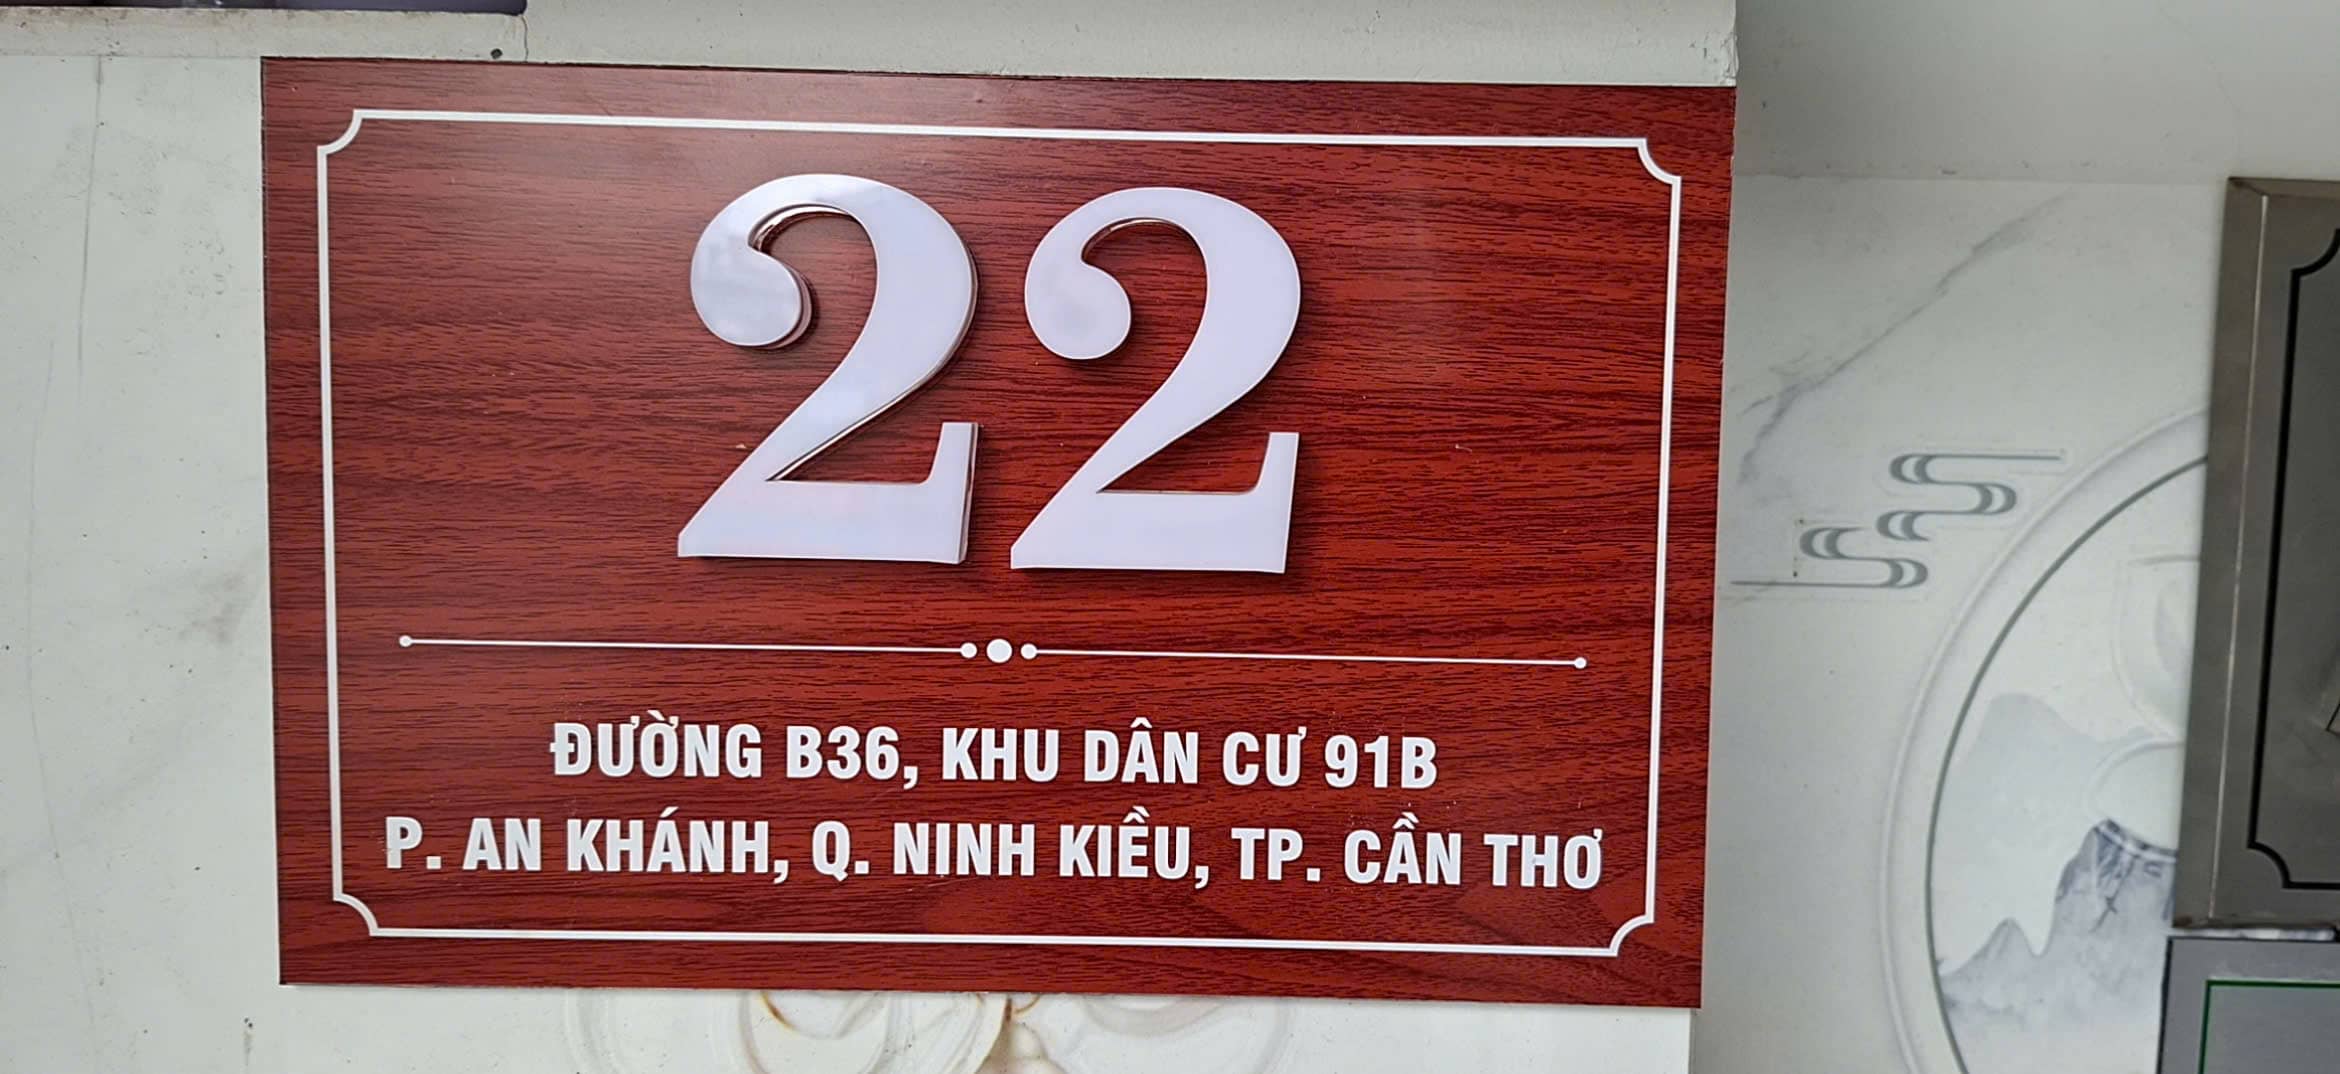 22
ĐƯỜNG B36, KHU DÂN CƯ 91B
P. AN KHÁNH, Q. NINH KIỀU, TP. CẦN THƠ